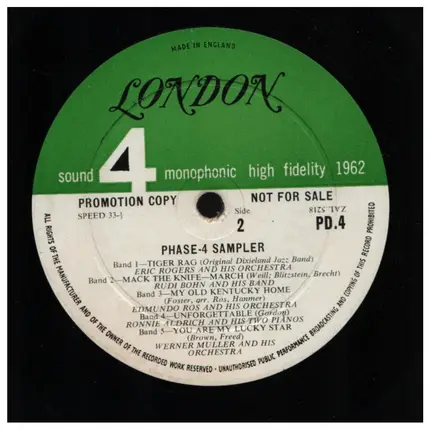 MADE IN ENGLAND
LONDON
sound 4 monophonic high fidelity 1962
PROMOTION COPY NOT FOR SALE
SPEED 33-⅓
Side
2
ZAL 5218
PD.4
PHASE-4 SAMPLER
Band 1—TIGER RAG (Original Dixieland Jazz Band)
ERIC ROGERS AND HIS ORCHESTRA
Band 2—MACK THE KNIFE—MARCH (Weill; Blitzstein, Brecht)
RUDI BOHN AND HIS BAND
Band 3—MY OLD KENTUCKY HOME
(Foster, arr. Ros, Hanmer)
EDMUNDO ROS AND HIS ORCHESTRA
Band 4—UNFORGETTABLE (Gordon)
RONNIE ALDRICH AND HIS TWO PIANOS
Band 5—YOU ARE MY LUCKY STAR
(Brown, Freed)
WERNER MULLER AND HIS
ORCHESTRA
ALL RIGHTS OF THE MANUFACTURER AND OF THE OWNER OF THE RECORDED WORK RESERVED · UNAUTHORISED PUBLIC PERFORMANCE BROADCASTING AND COPYING OF THIS RECORD PROHIBITED